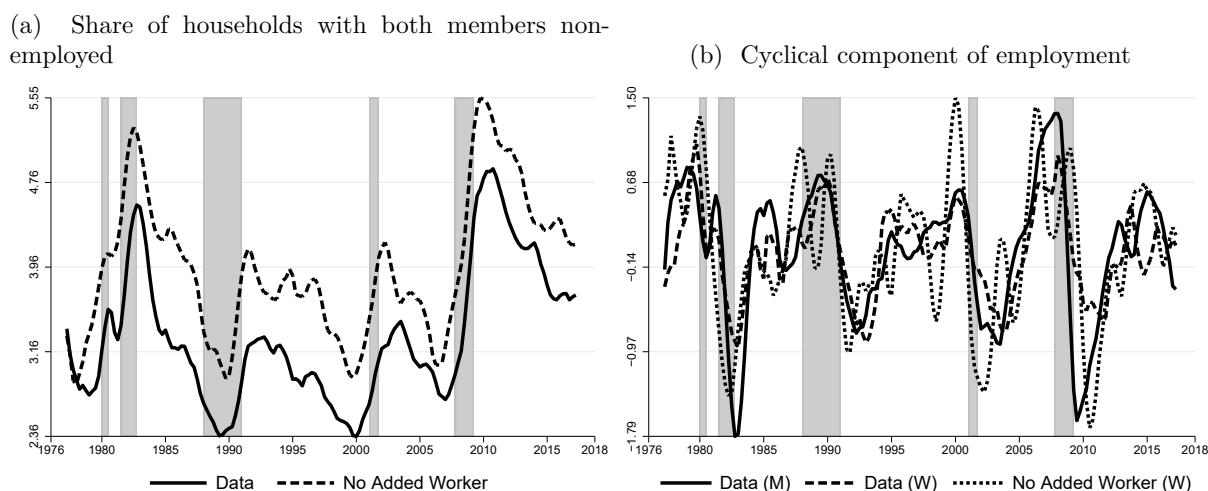 (a) Share of households with both members non-
employed
5.55
4.76
3.96
3.16
2.36
1976 1980 1985 1990 1995 2000 2005 2010 2015 2018
Data No Added Worker
(b) Cyclical component of employment
1.50
0.68
-0.14
-0.97
-1.79
1976 1980 1985 1990 1995 2000 2005 2010 2015 2018
Data (M) Data (W) No Added Worker (W)